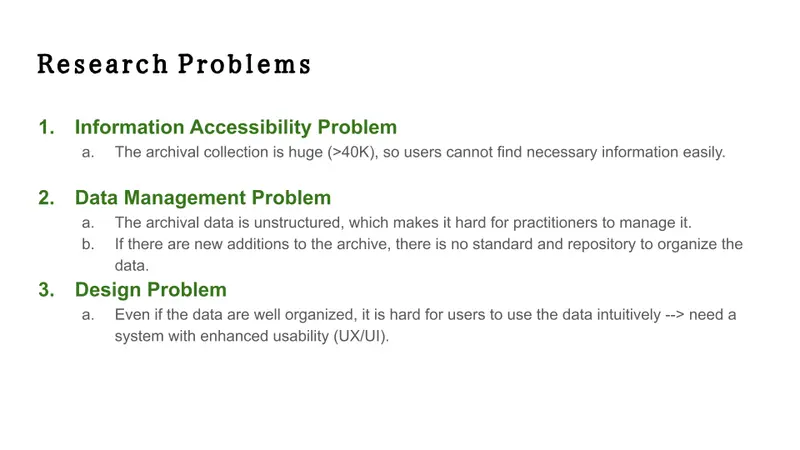 Research Problems
1. Information Accessibility Problem
a. The archival collection is huge (>40K), so users cannot find necessary information easily.
2. Data Management Problem
a. The archival data is unstructured, which makes it hard for practitioners to manage it.
b. If there are new additions to the archive, there is no standard and repository to organize the
data.
3. Design Problem
a. Even if the data are well organized, it is hard for users to use the data intuitively --> need a
system with enhanced usability (UX/UI).